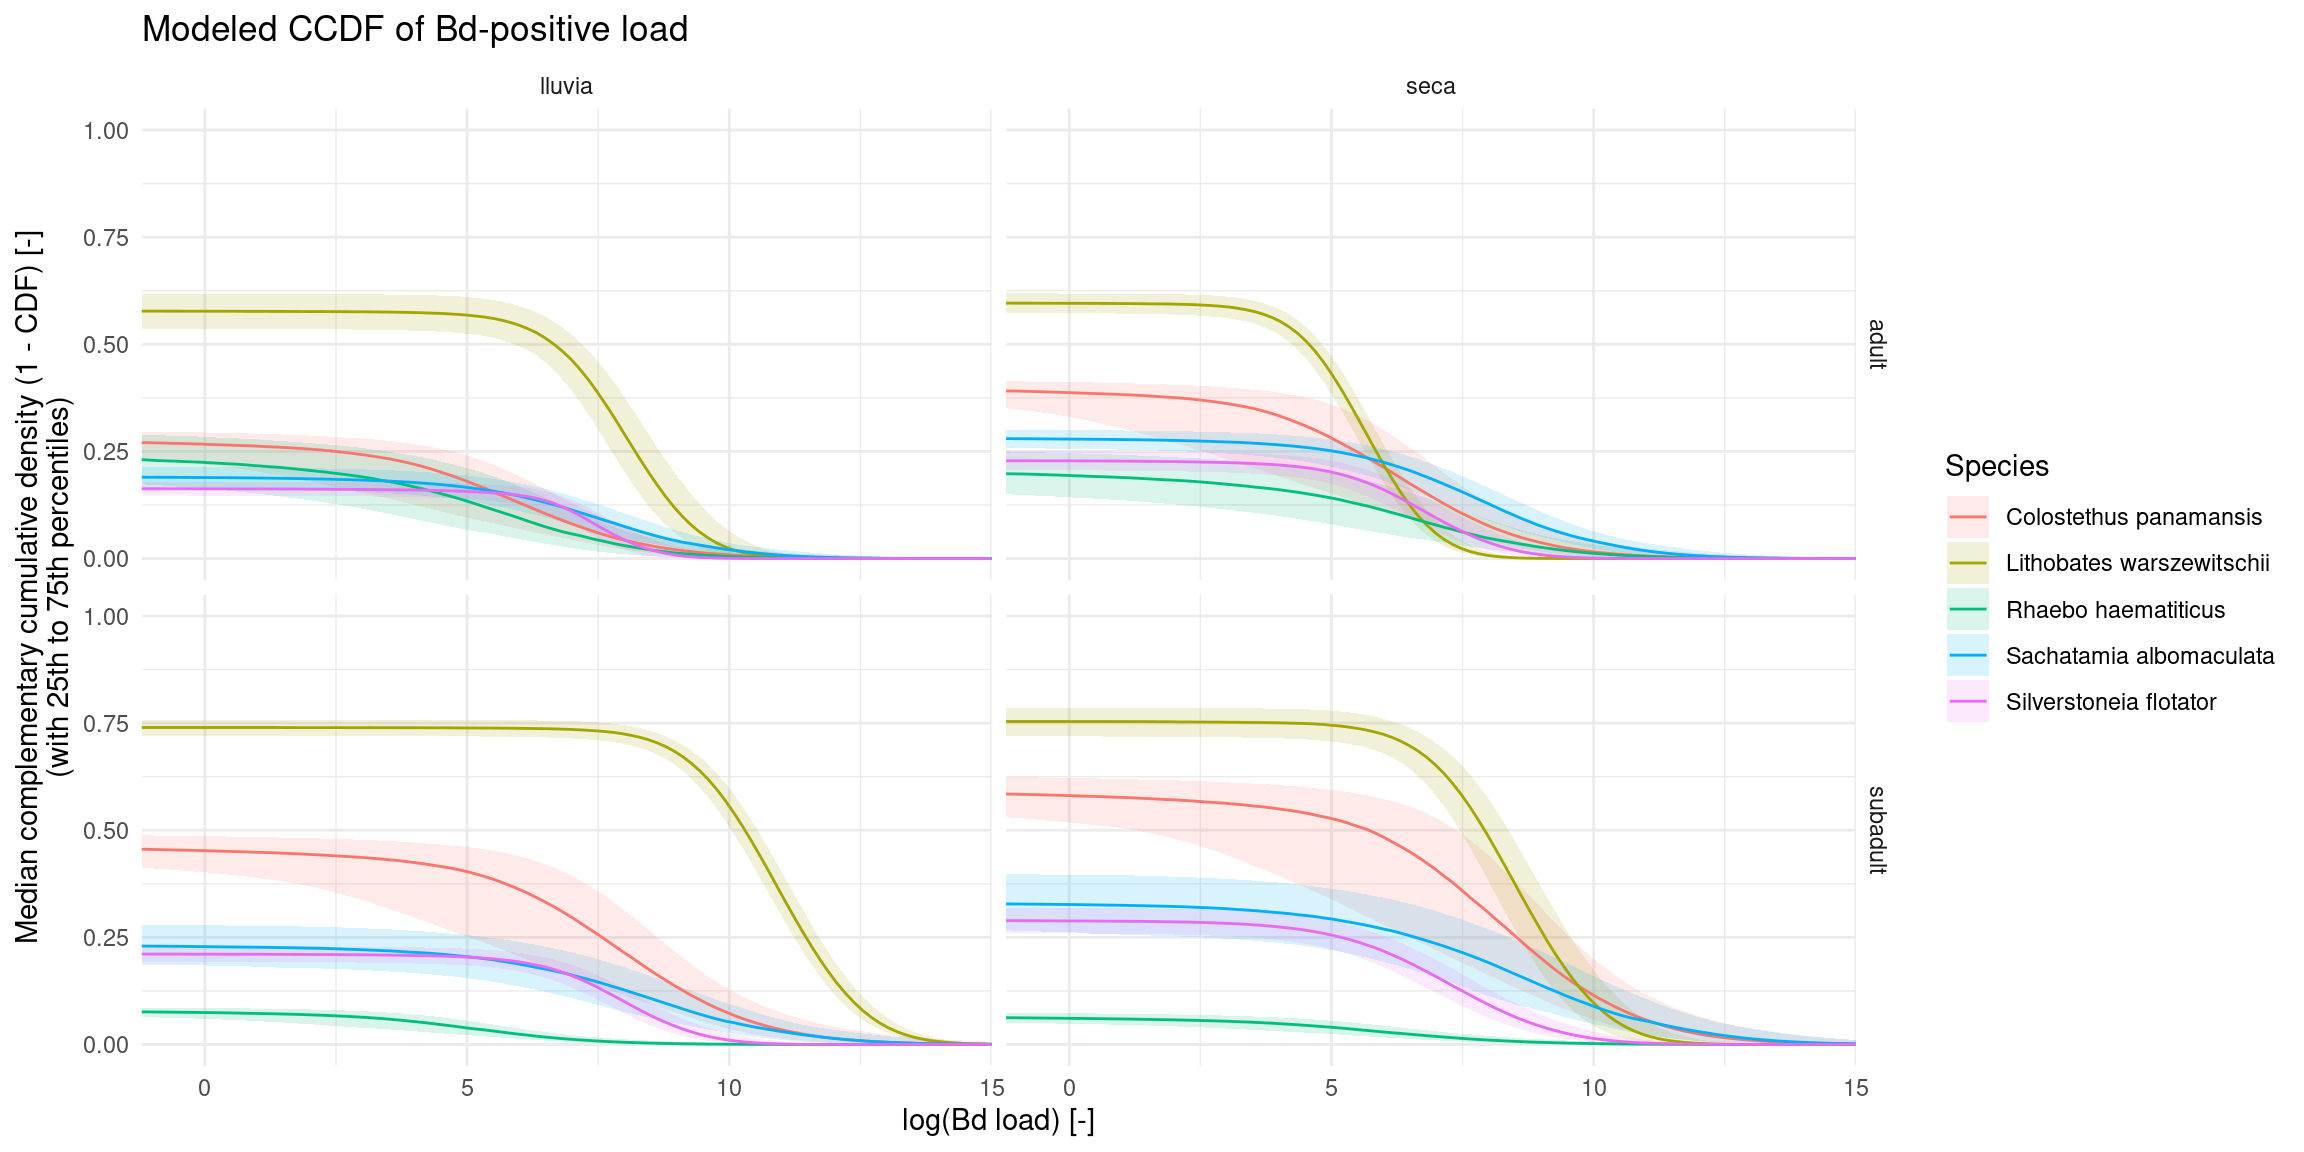 Modeled CCDF of Bd-positive load
lluvia
seca
Median complementary cumulative density (1 - CDF) [-]
(with 25th to 75th percentiles)
1.00
0.75
0.50
0.25
0.00
adult
1.00
0.75
0.50
0.25
0.00
subadult
0
5
10
15
0
5
10
15
log(Bd load) [-]
Species
Colostethus panamansis
Lithobates warszewitschii
Rhaebo haematiticus
Sachatamia albomaculata
Silverstoneia flotator